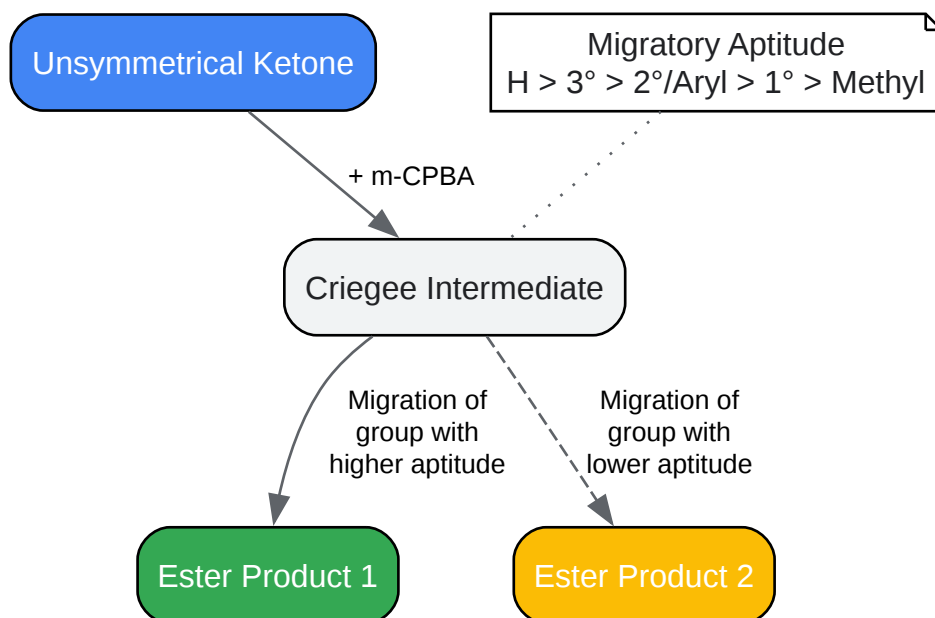 Unsymmetrical Ketone
Migratory Aptitude
H > 3° > 2°/Aryl > 1° > Methyl
+ m-CPBA
Criegee Intermediate
Migration of
group with
higher aptitude
Migration of
group with
lower aptitude
Ester Product 1
Ester Product 2